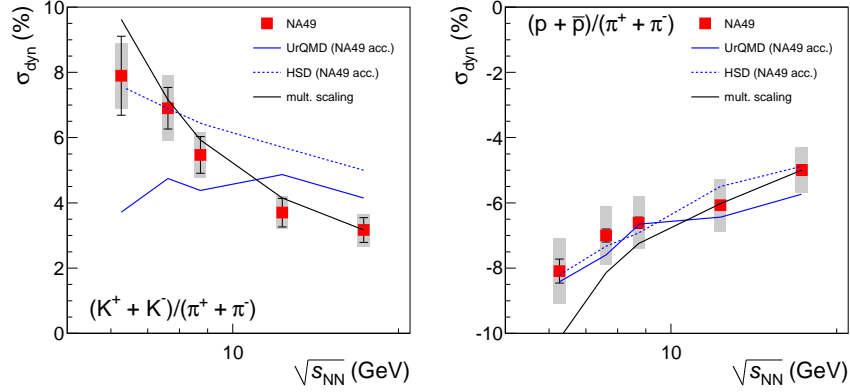 σdyn (%)
10
8
6
4
2
0
NA49
UrQMD (NA49 acc.)
HSD (NA49 acc.)
mult. scaling
(K⁺ + K⁻)/(π⁺ + π⁻)
10
√sNN (GeV)
σdyn (%)
-0
-2
-4
-6
-8
-10
(p + p̅)/(π⁺ + π⁻)
NA49
UrQMD (NA49 acc.)
HSD (NA49 acc.)
mult. scaling
10
√sNN (GeV)